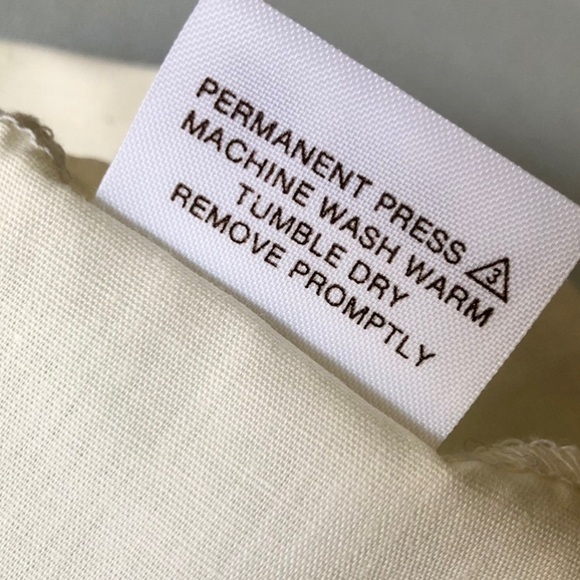 PERMANENT PRESS 3
MACHINE WASH WARM
TUMBLE DRY
REMOVE PROMPTLY